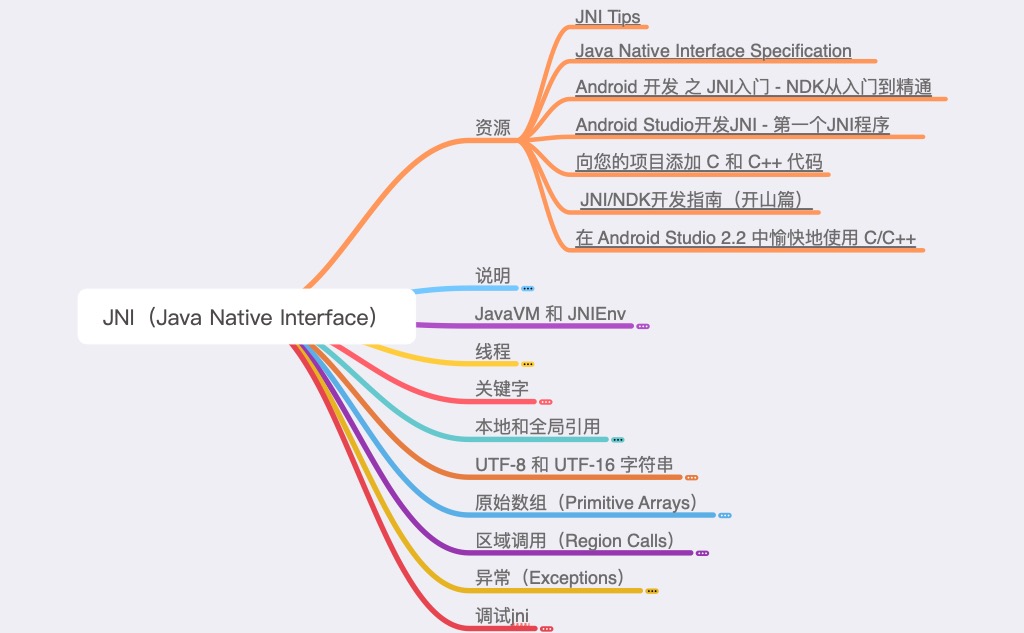 JNI Tips
Java Native Interface Specification
Android 开发 之 JNI入门 - NDK从入门到精通
资源
Android Studio开发JNI - 第一个JNI程序
向您的项目添加 C 和 C++ 代码
JNI/NDK开发指南（开山篇）
在 Android Studio 2.2 中愉快地使用 C/C++
说明
JNI（Java Native Interface）
JavaVM 和 JNIEnv
线程
关键字
本地和全局引用
UTF-8 和 UTF-16 字符串
原始数组（Primitive Arrays）
区域调用（Region Calls）
异常（Exceptions）
调试jni